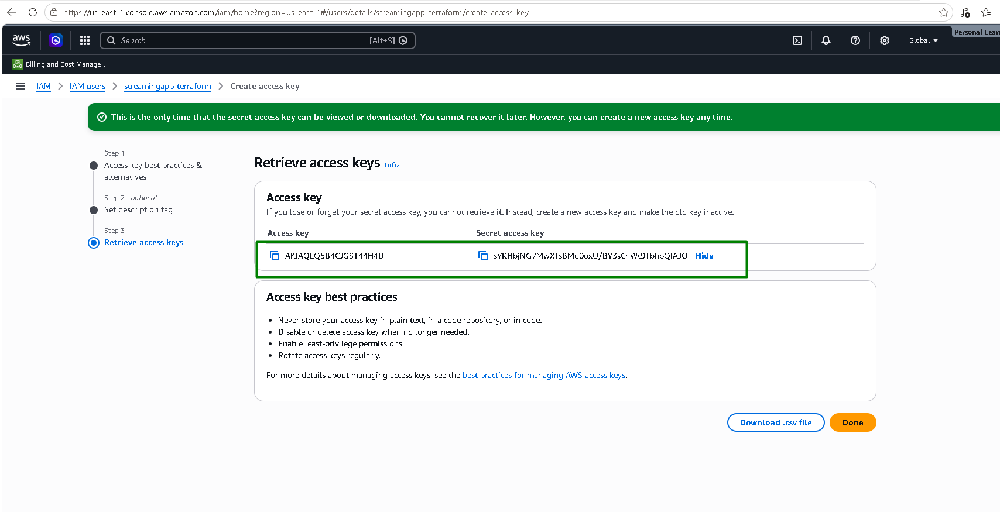 https://us-east-1.console.aws.amazon.com/iam/home?region=us-east-1#/users/details/streamingapp-terraform/create-access-key
aws
Search
[Alt+S]
Global
Personal Lear
Billing and Cost Manage...
IAM
IAM users
streamingapp-terraform
Create access key
This is the only time that the secret access key can be viewed or downloaded. You cannot recover it later. However, you can create a new access key any time.
Step 1
Access key best practices &
alternatives
Step 2 - optional
Set description tag
Step 3
Retrieve access keys
Retrieve access keys Info
Access key
If you lose or forget your secret access key, you cannot retrieve it. Instead, create a new access key and make the old key inactive.
Access key
Secret access key
AKIAQLQ5B4CJGST44H4U
sYKHbjNG7MwXTsBMd0oxU/BY3sCnWt9TbhbQIAJO
Hide
Access key best practices
• Never store your access key in plain text, in a code repository, or in code.
• Disable or delete access key when no longer needed.
• Enable least-privilege permissions.
• Rotate access keys regularly.
For more details about managing access keys, see the best practices for managing AWS access keys.
Download .csv file
Done